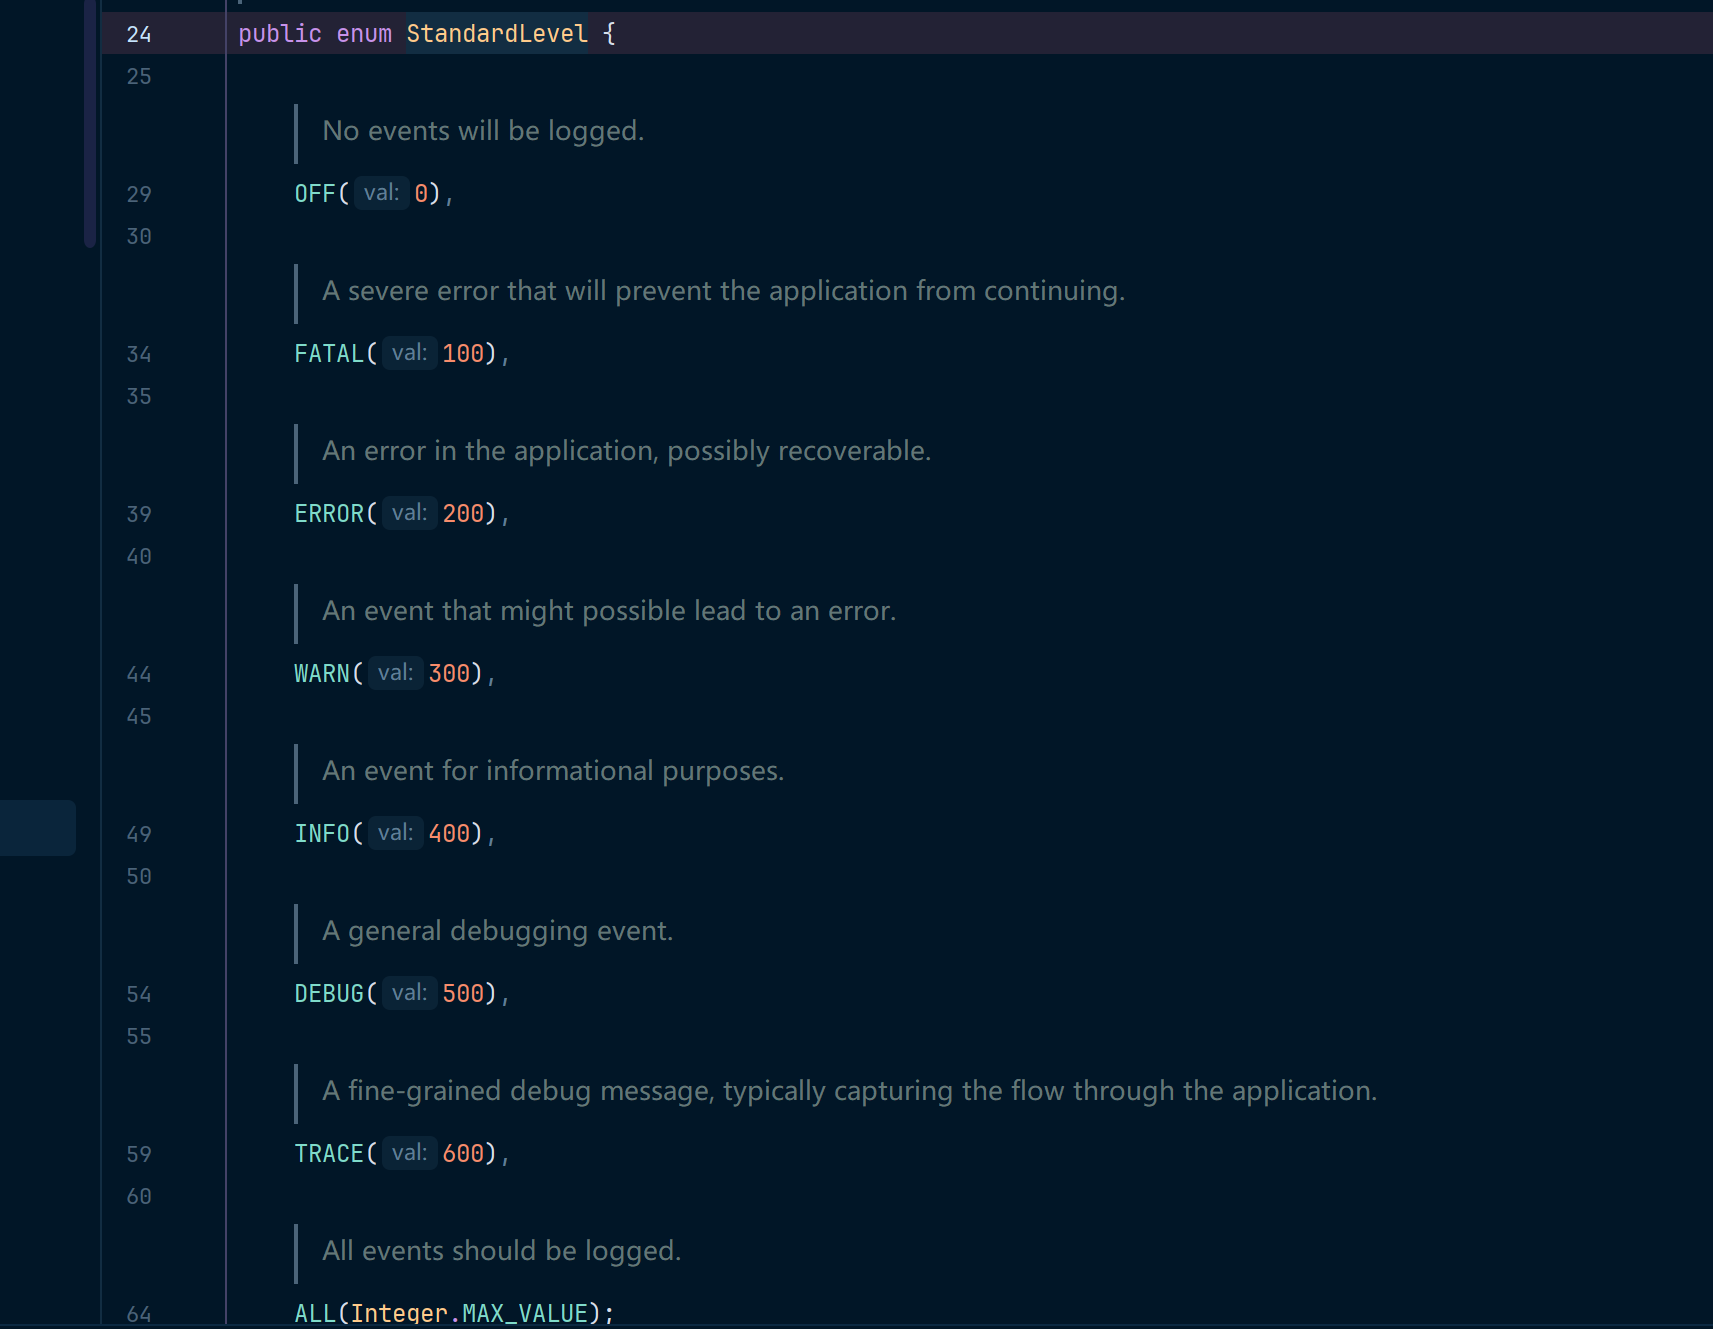 24 public enum StandardLevel {
25
No events will be logged.
29 OFF( val: 0),
30
A severe error that will prevent the application from continuing.
34 FATAL( val: 100),
35
An error in the application, possibly recoverable.
39 ERROR( val: 200),
40
An event that might possible lead to an error.
44 WARN( val: 300),
45
An event for informational purposes.
49 INFO( val: 400),
50
A general debugging event.
54 DEBUG( val: 500),
55
A fine-grained debug message, typically capturing the flow through the application.
59 TRACE( val: 600),
60
All events should be logged.
64 ALL(Integer.MAX_VALUE);